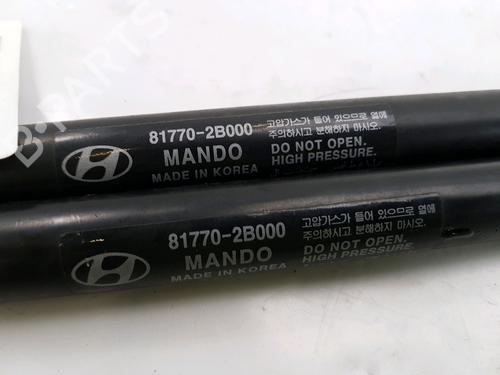 81770-2B000
MANDO
MADE IN KOREA
고압가스가 들어 있으므로 열에
주의하시고 분해하지 마시오.
DO NOT OPEN.
HIGH PRESSURE.
81770-2B000
MANDO
MADE IN KOREA
고압가스가 들어 있으므로 열에
주의하시고 분해하지 마시오.
DO NOT OPEN.
HIGH PRESSURE.